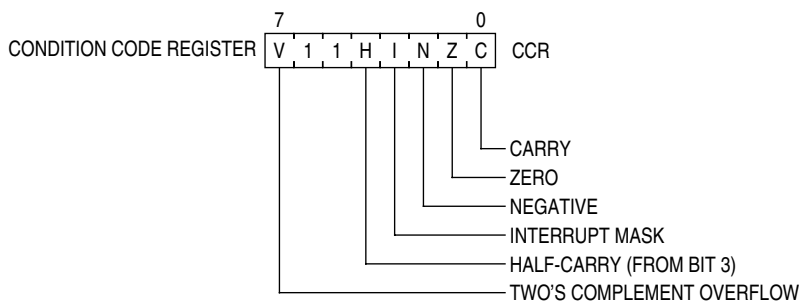 7 0
CONDITION CODE REGISTER V 1 1 H I N Z C CCR
CARRY
ZERO
NEGATIVE
INTERRUPT MASK
HALF-CARRY (FROM BIT 3)
TWO'S COMPLEMENT OVERFLOW